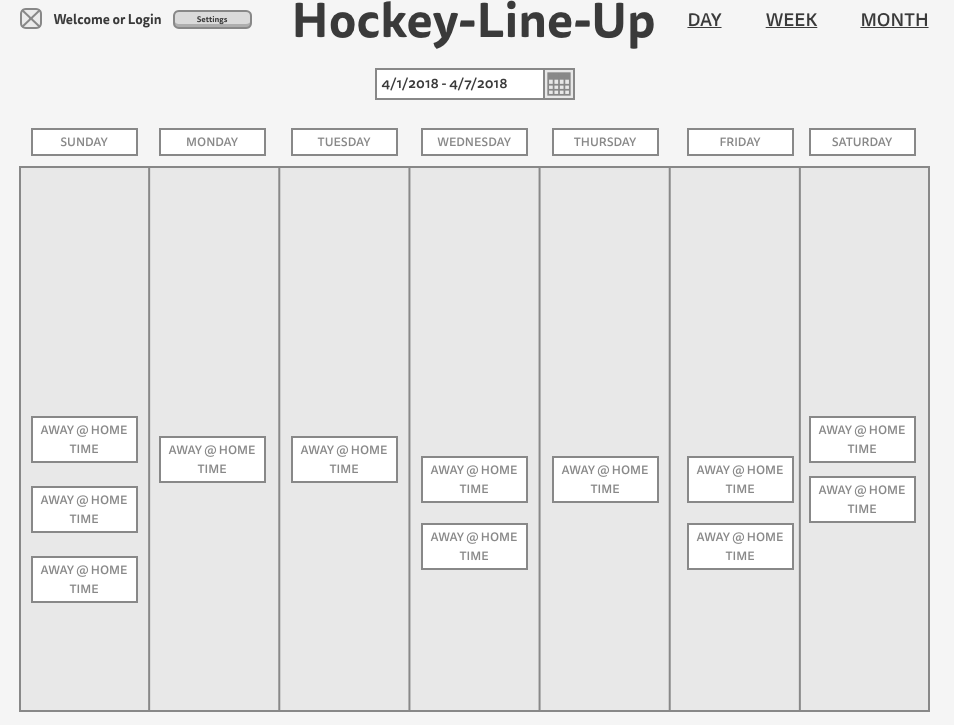 Welcome or Login
Settings
Hockey-Line-Up
DAY
WEEK
MONTH
4/1/2018 - 4/7/2018
SUNDAY
MONDAY
TUESDAY
WEDNESDAY
THURSDAY
FRIDAY
SATURDAY
AWAY @ HOME
TIME
AWAY @ HOME
TIME
AWAY @ HOME
TIME
AWAY @ HOME
TIME
AWAY @ HOME
TIME
AWAY @ HOME
TIME
AWAY @ HOME
TIME
AWAY @ HOME
TIME
AWAY @ HOME
TIME
AWAY @ HOME
TIME
AWAY @ HOME
TIME
AWAY @ HOME
TIME